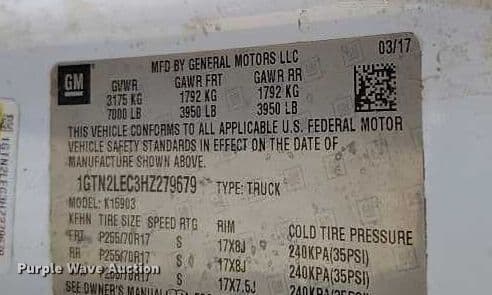 GM
MFD BY GENERAL MOTORS LLC
03/17
GVWR GAWR FRT GAWR RR
3175 KG 1792 KG 1792 KG
7000 LB 3950 LB 3950 LB
THIS VEHICLE CONFORMS TO ALL APPLICABLE U.S. FEDERAL MOTOR
VEHICLE SAFETY STANDARDS IN EFFECT ON THE DATE OF
MANUFACTURE SHOWN ABOVE.
1GTN2LEC3HZ279679 TYPE: TRUCK
MODEL: K15903
KFHN TIRE SIZE SPEED RTG RIM COLD TIRE PRESSURE
FRT P255/70R17 S 17X8J 240KPA(35PSI)
RR P255/70R17 S 17X8J 240KPA(35PSI)
S 17X7.5J
SEE OWNER'S MANUAL
Purple Wave Auction